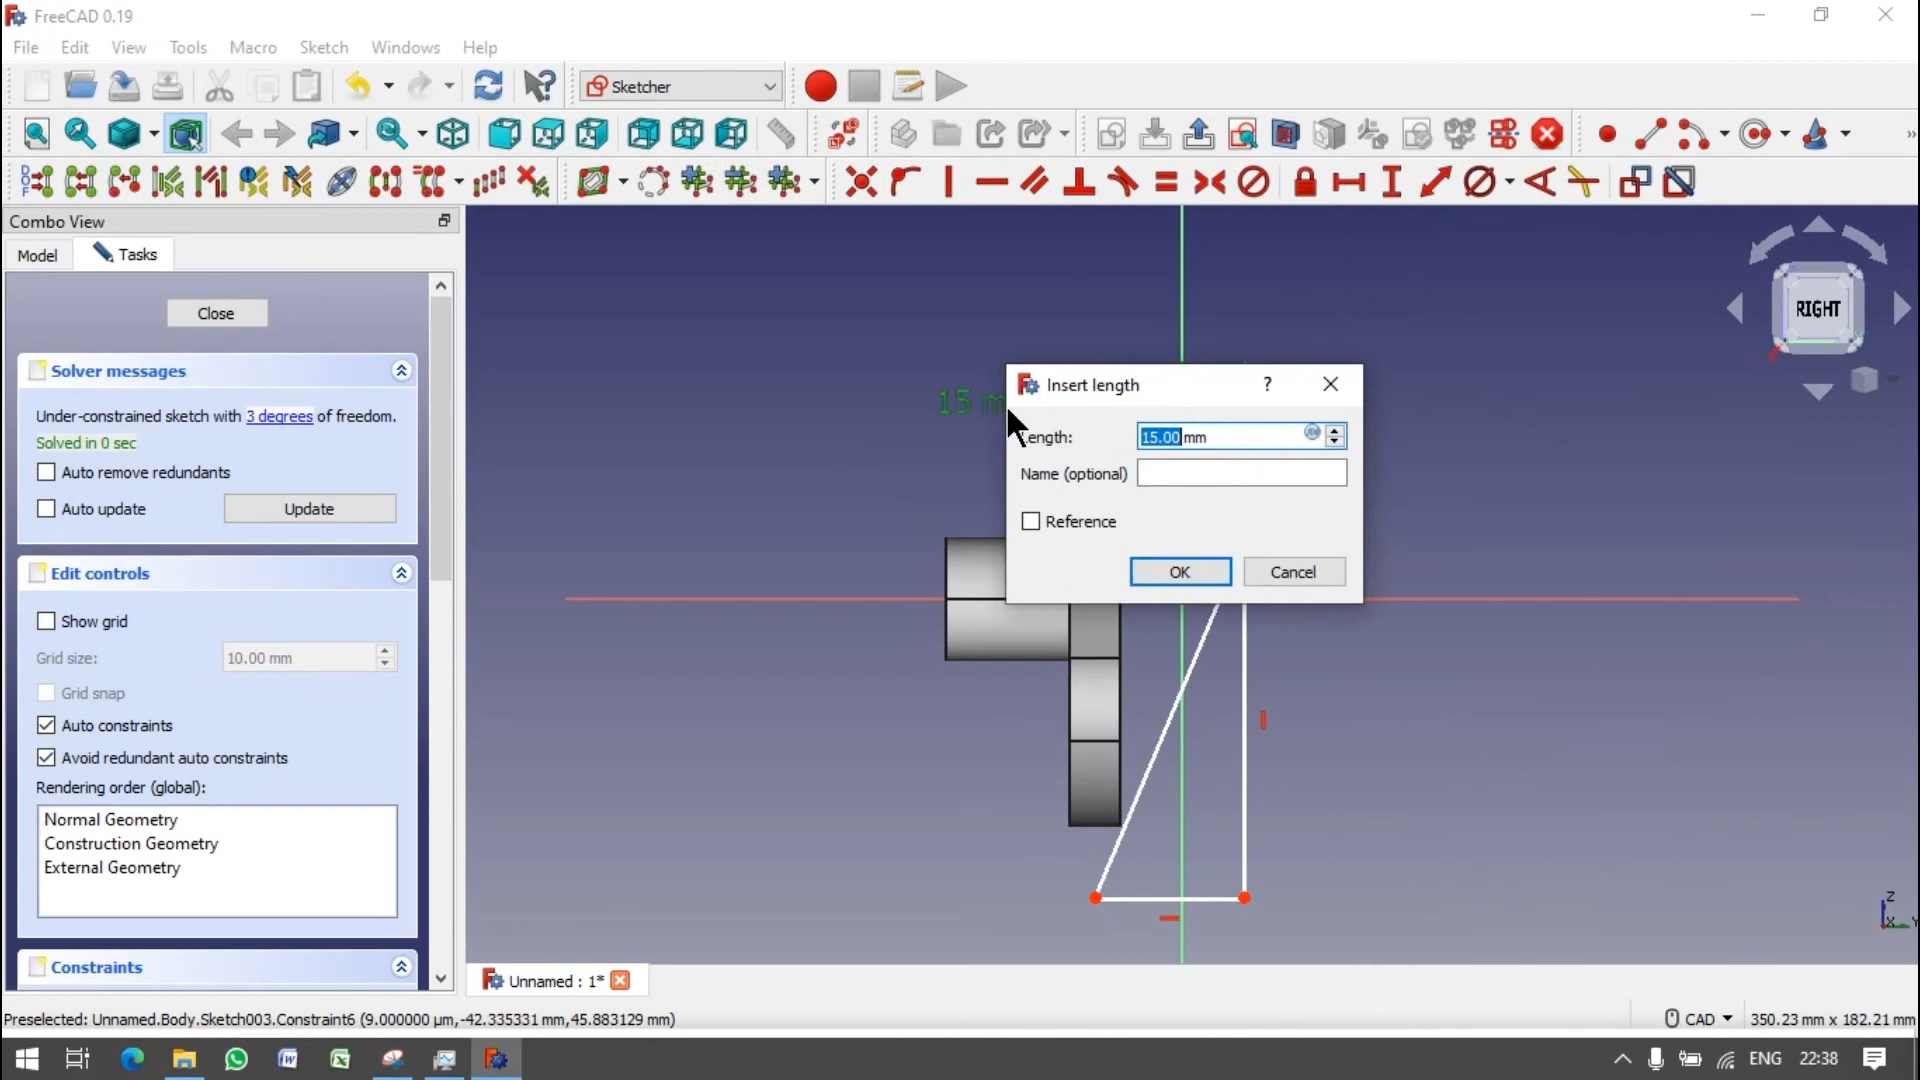 FreeCAD 0.19
File Edit View Tools Macro Sketch Windows Help
Sketcher
Combo View
Model Tasks
Close
Solver messages
Under-constrained sketch with 3 degrees of freedom.
Solved in 0 sec
Auto remove redundants
Auto update Update
Edit controls
Show grid
Grid size: 10.00 mm
Grid snap
Auto constraints
Avoid redundant auto constraints
Rendering order (global):
Normal Geometry
Construction Geometry
External Geometry
Constraints
15 m
Insert length ?
Length: 15.00 mm
Name (optional)
Reference
OK Cancel
RIGHT
Z
X Y
Unnamed : 1*
Preselected: Unnamed.Body.Sketch003.Constraint6 (9.000000 µm,-42.335331 mm,45.883129 mm)
CAD 350.23 mm x 182.21 mm
ENG 22:38